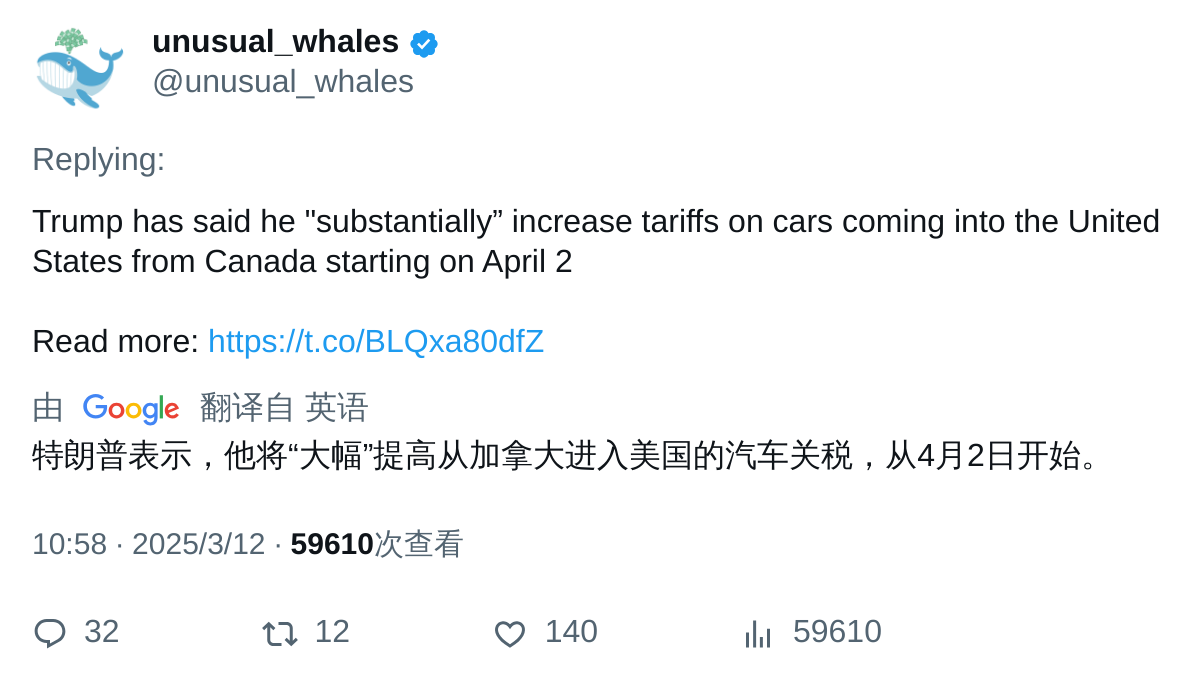 unusual_whales
@unusual_whales
Replying:
Trump has said he "substantially” increase tariffs on cars coming into the United
States from Canada starting on April 2
Read more: https://t.co/BLQxa80dfZ
由 Google 翻译自 英语
特朗普表示，他将“大幅”提高从加拿大进入美国的汽车关税，从4月2日开始。
10:58 · 2025/3/12 · 59610次查看
32 12 140 59610